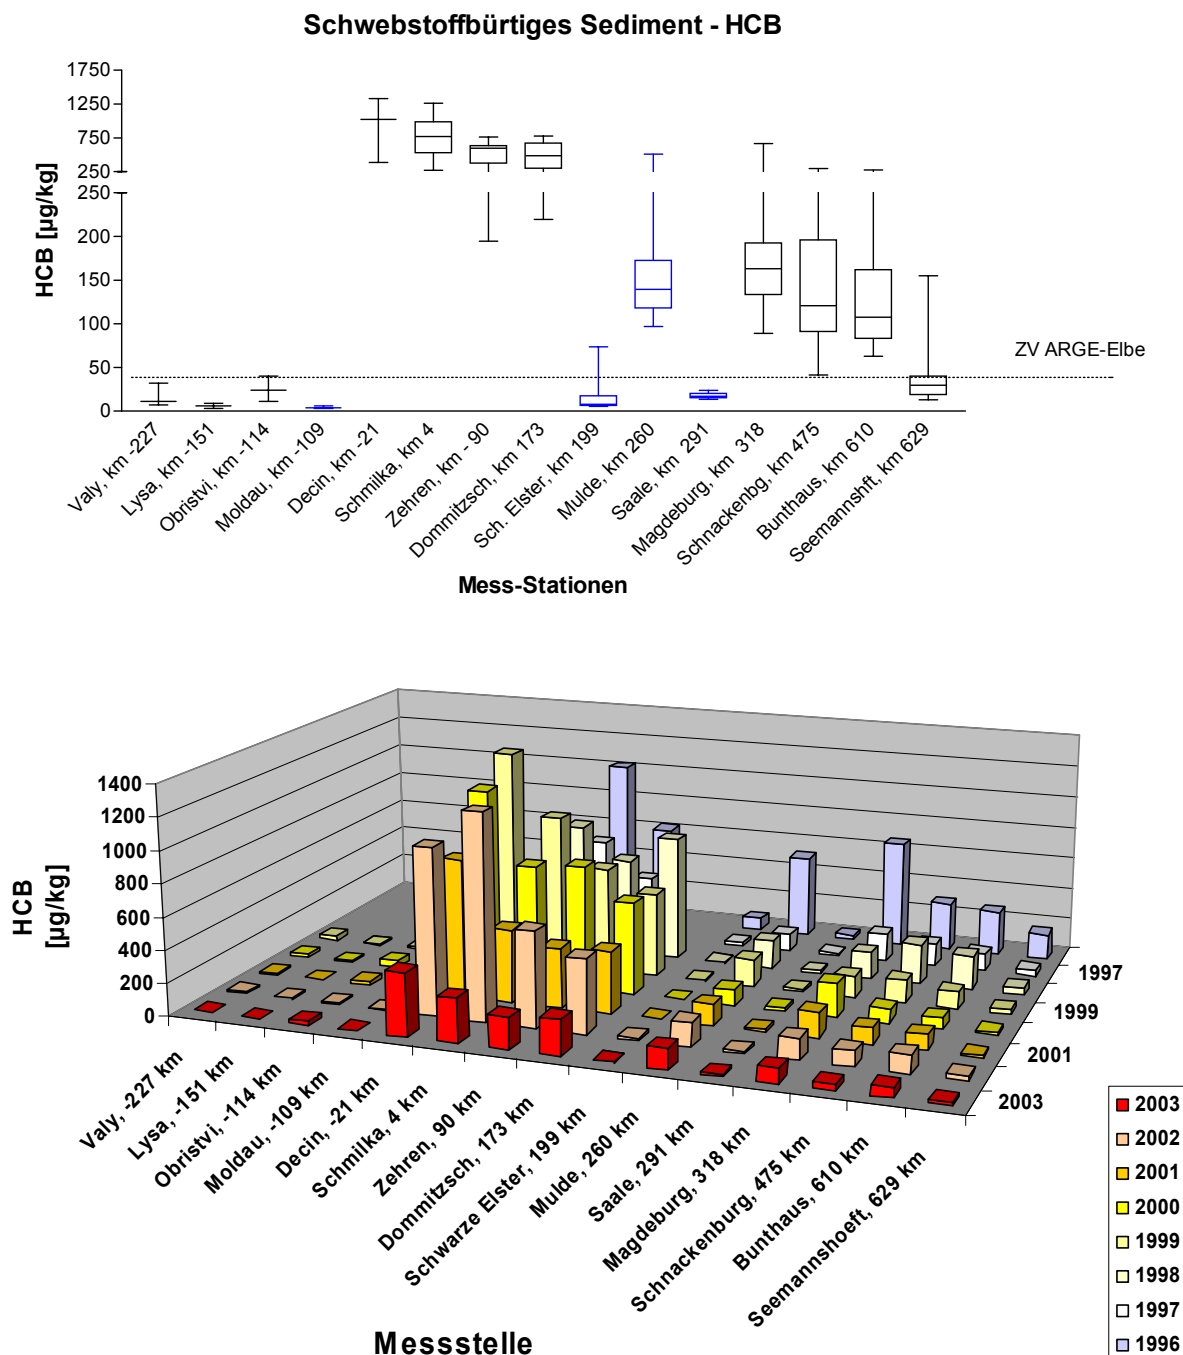 Schwebstoffbürtiges Sediment - HCB
1750
1250
750
250
250
200
150
100
50
0
HCB [µg/kg]
ZV ARGE-Elbe
Valy, km -227
Lysa, km -151
Obristvi, km -114
Moldau, km -109
Decin, km -21
Schmilka, km 4
Zehren, km - 90
Dommitzsch, km 173
Sch. Elster, km 199
Mulde, km 260
Saale, km 291
Magdeburg, km 318
Schnackenbg, km 475
Bunthaus, km 610
Seemannshft, km 629
Mess-Stationen
1400
1200
1000
800
600
400
200
0
HCB
[µg/kg]
1997
1999
2001
2003
Valy, -227 km
Lysa, -151 km
Obristvi, -114 km
Moldau, -109 km
Decin, -21 km
Schmilka, 4 km
Zehren, 90 km
Dommitzsch, 173 km
Schwarze Elster, 199 km
Mulde, 260 km
Saale, 291 km
Magdeburg, 318 km
Schnackenburg, 475 km
Bunthaus, 610 km
Seemannshoeft, 629 km
Messstelle
2003
2002
2001
2000
1999
1998
1997
1996